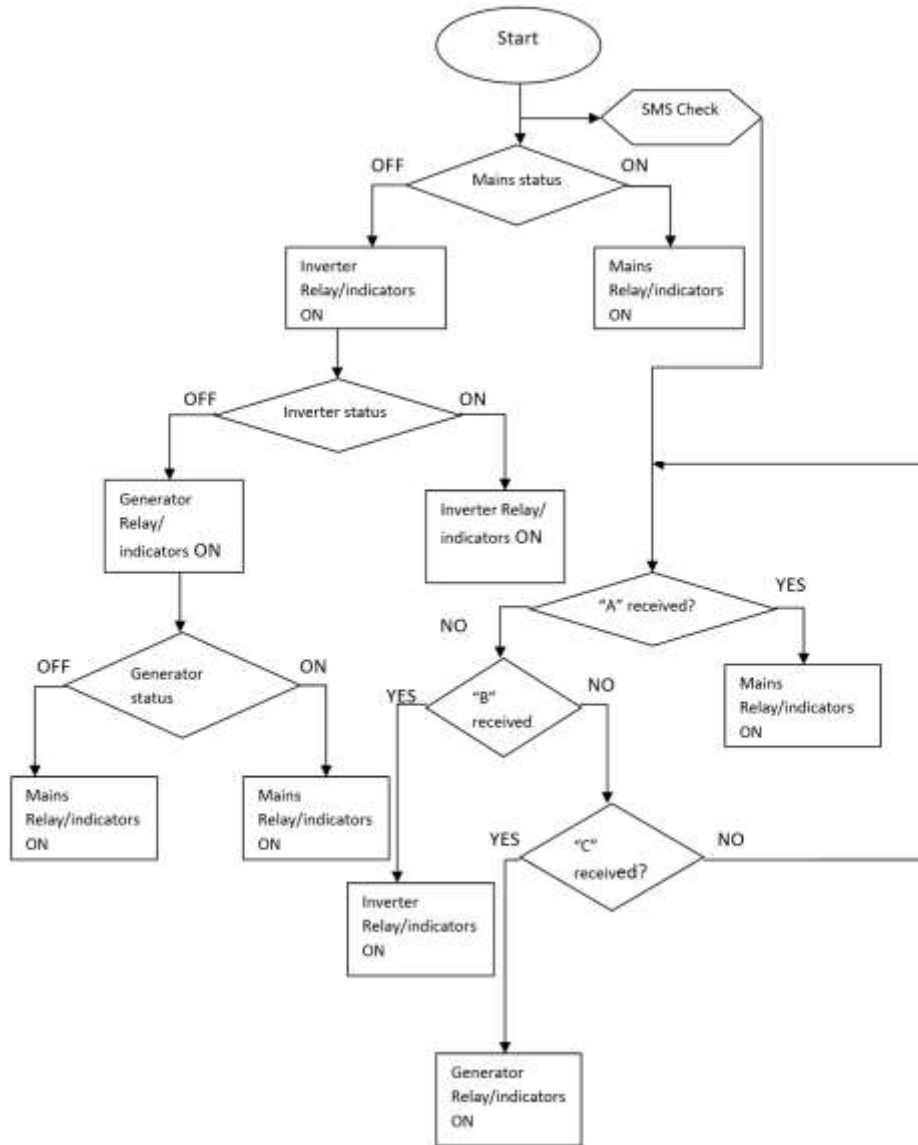 Start
SMS Check
OFF
ON
Mains status
Inverter
Relay/indicators
ON
Mains
Relay/indicators
ON
OFF
ON
Inverter status
Generator
Relay/
indicators ON
Inverter Relay/
indicators ON
"A" received?
YES
NO
OFF
ON
Generator
status
YES
"B"
received
NO
Mains
Relay/indicators
ON
Mains
Relay/indicators
ON
Mains
Relay/indicators
ON
YES
"C"
received?
NO
Inverter
Relay/indicators
ON
Generator
Relay/indicators
ON